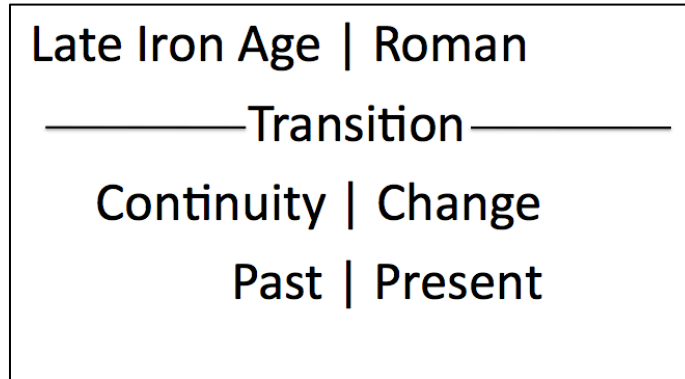 Late Iron Age | Roman
Transition
Continuity | Change
Past | Present